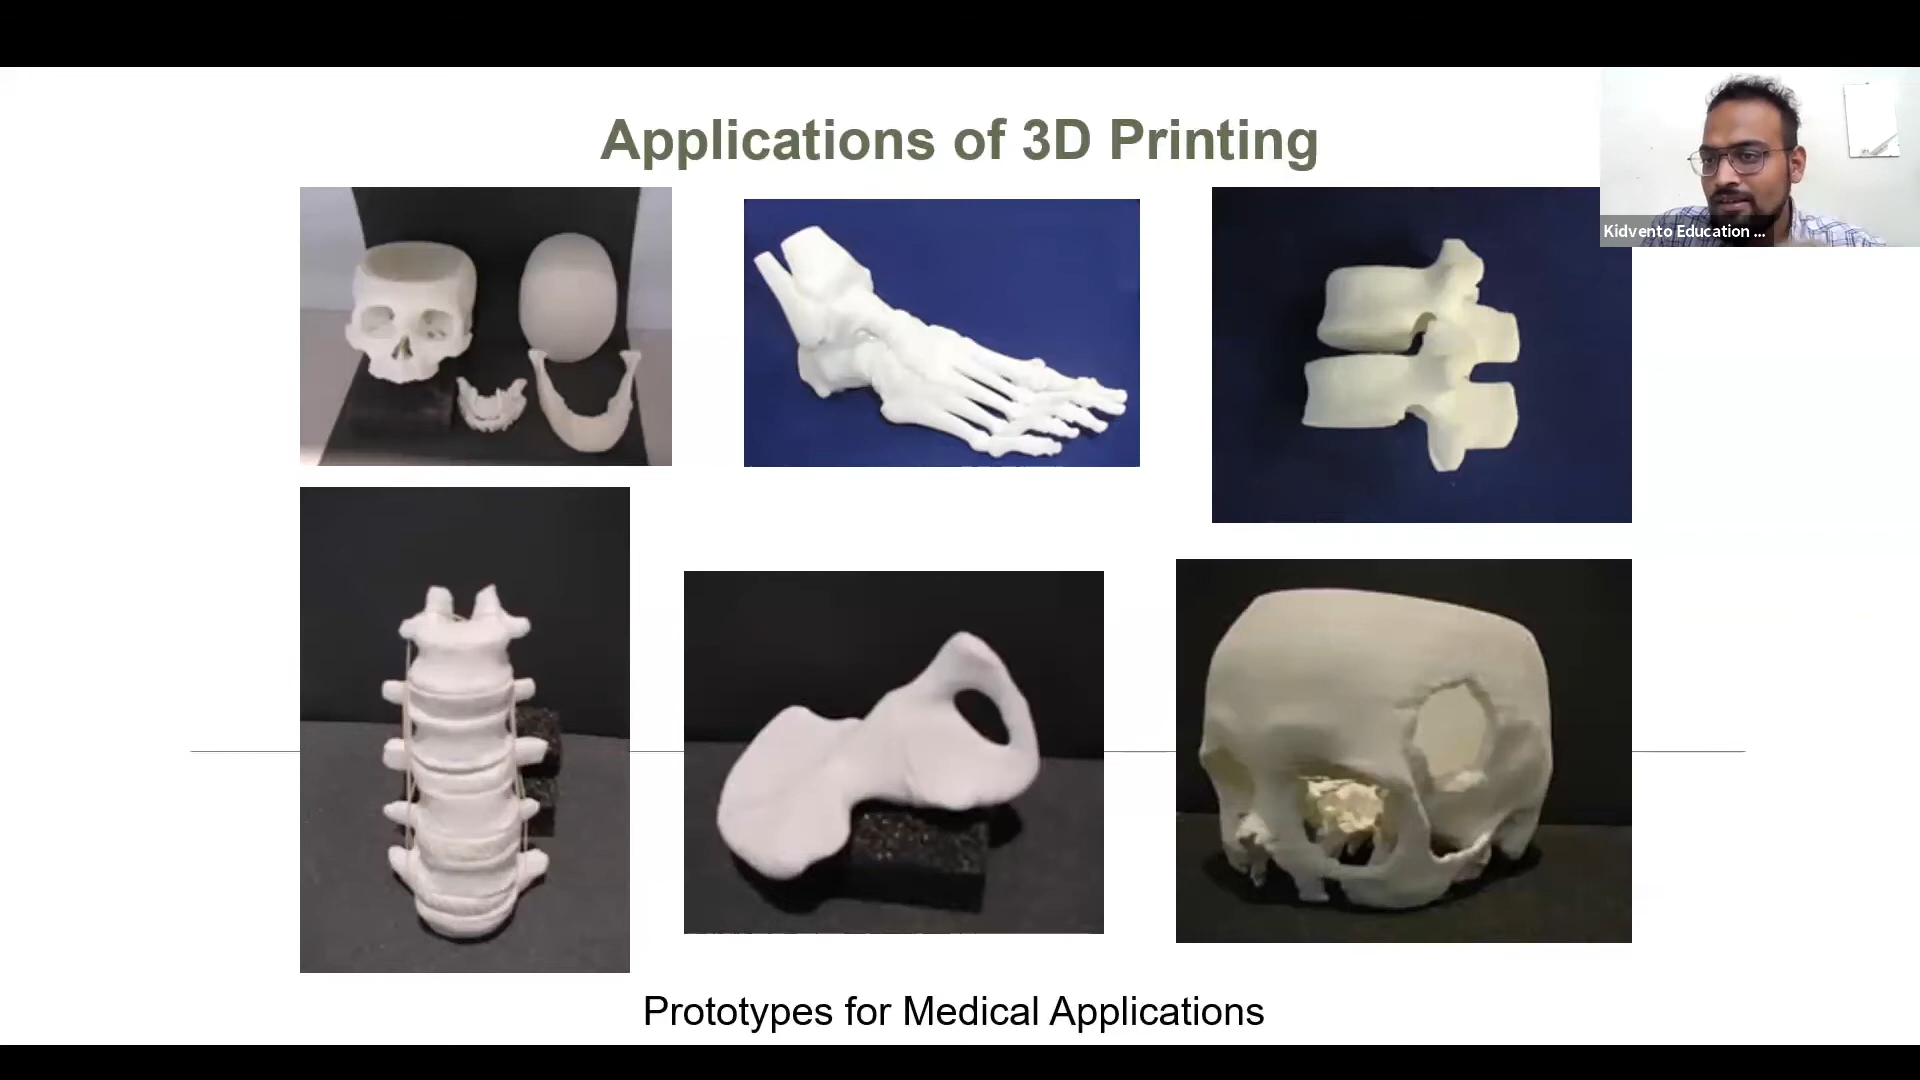 Applications of 3D Printing
Kidvento Education ...
Prototypes for Medical Applications